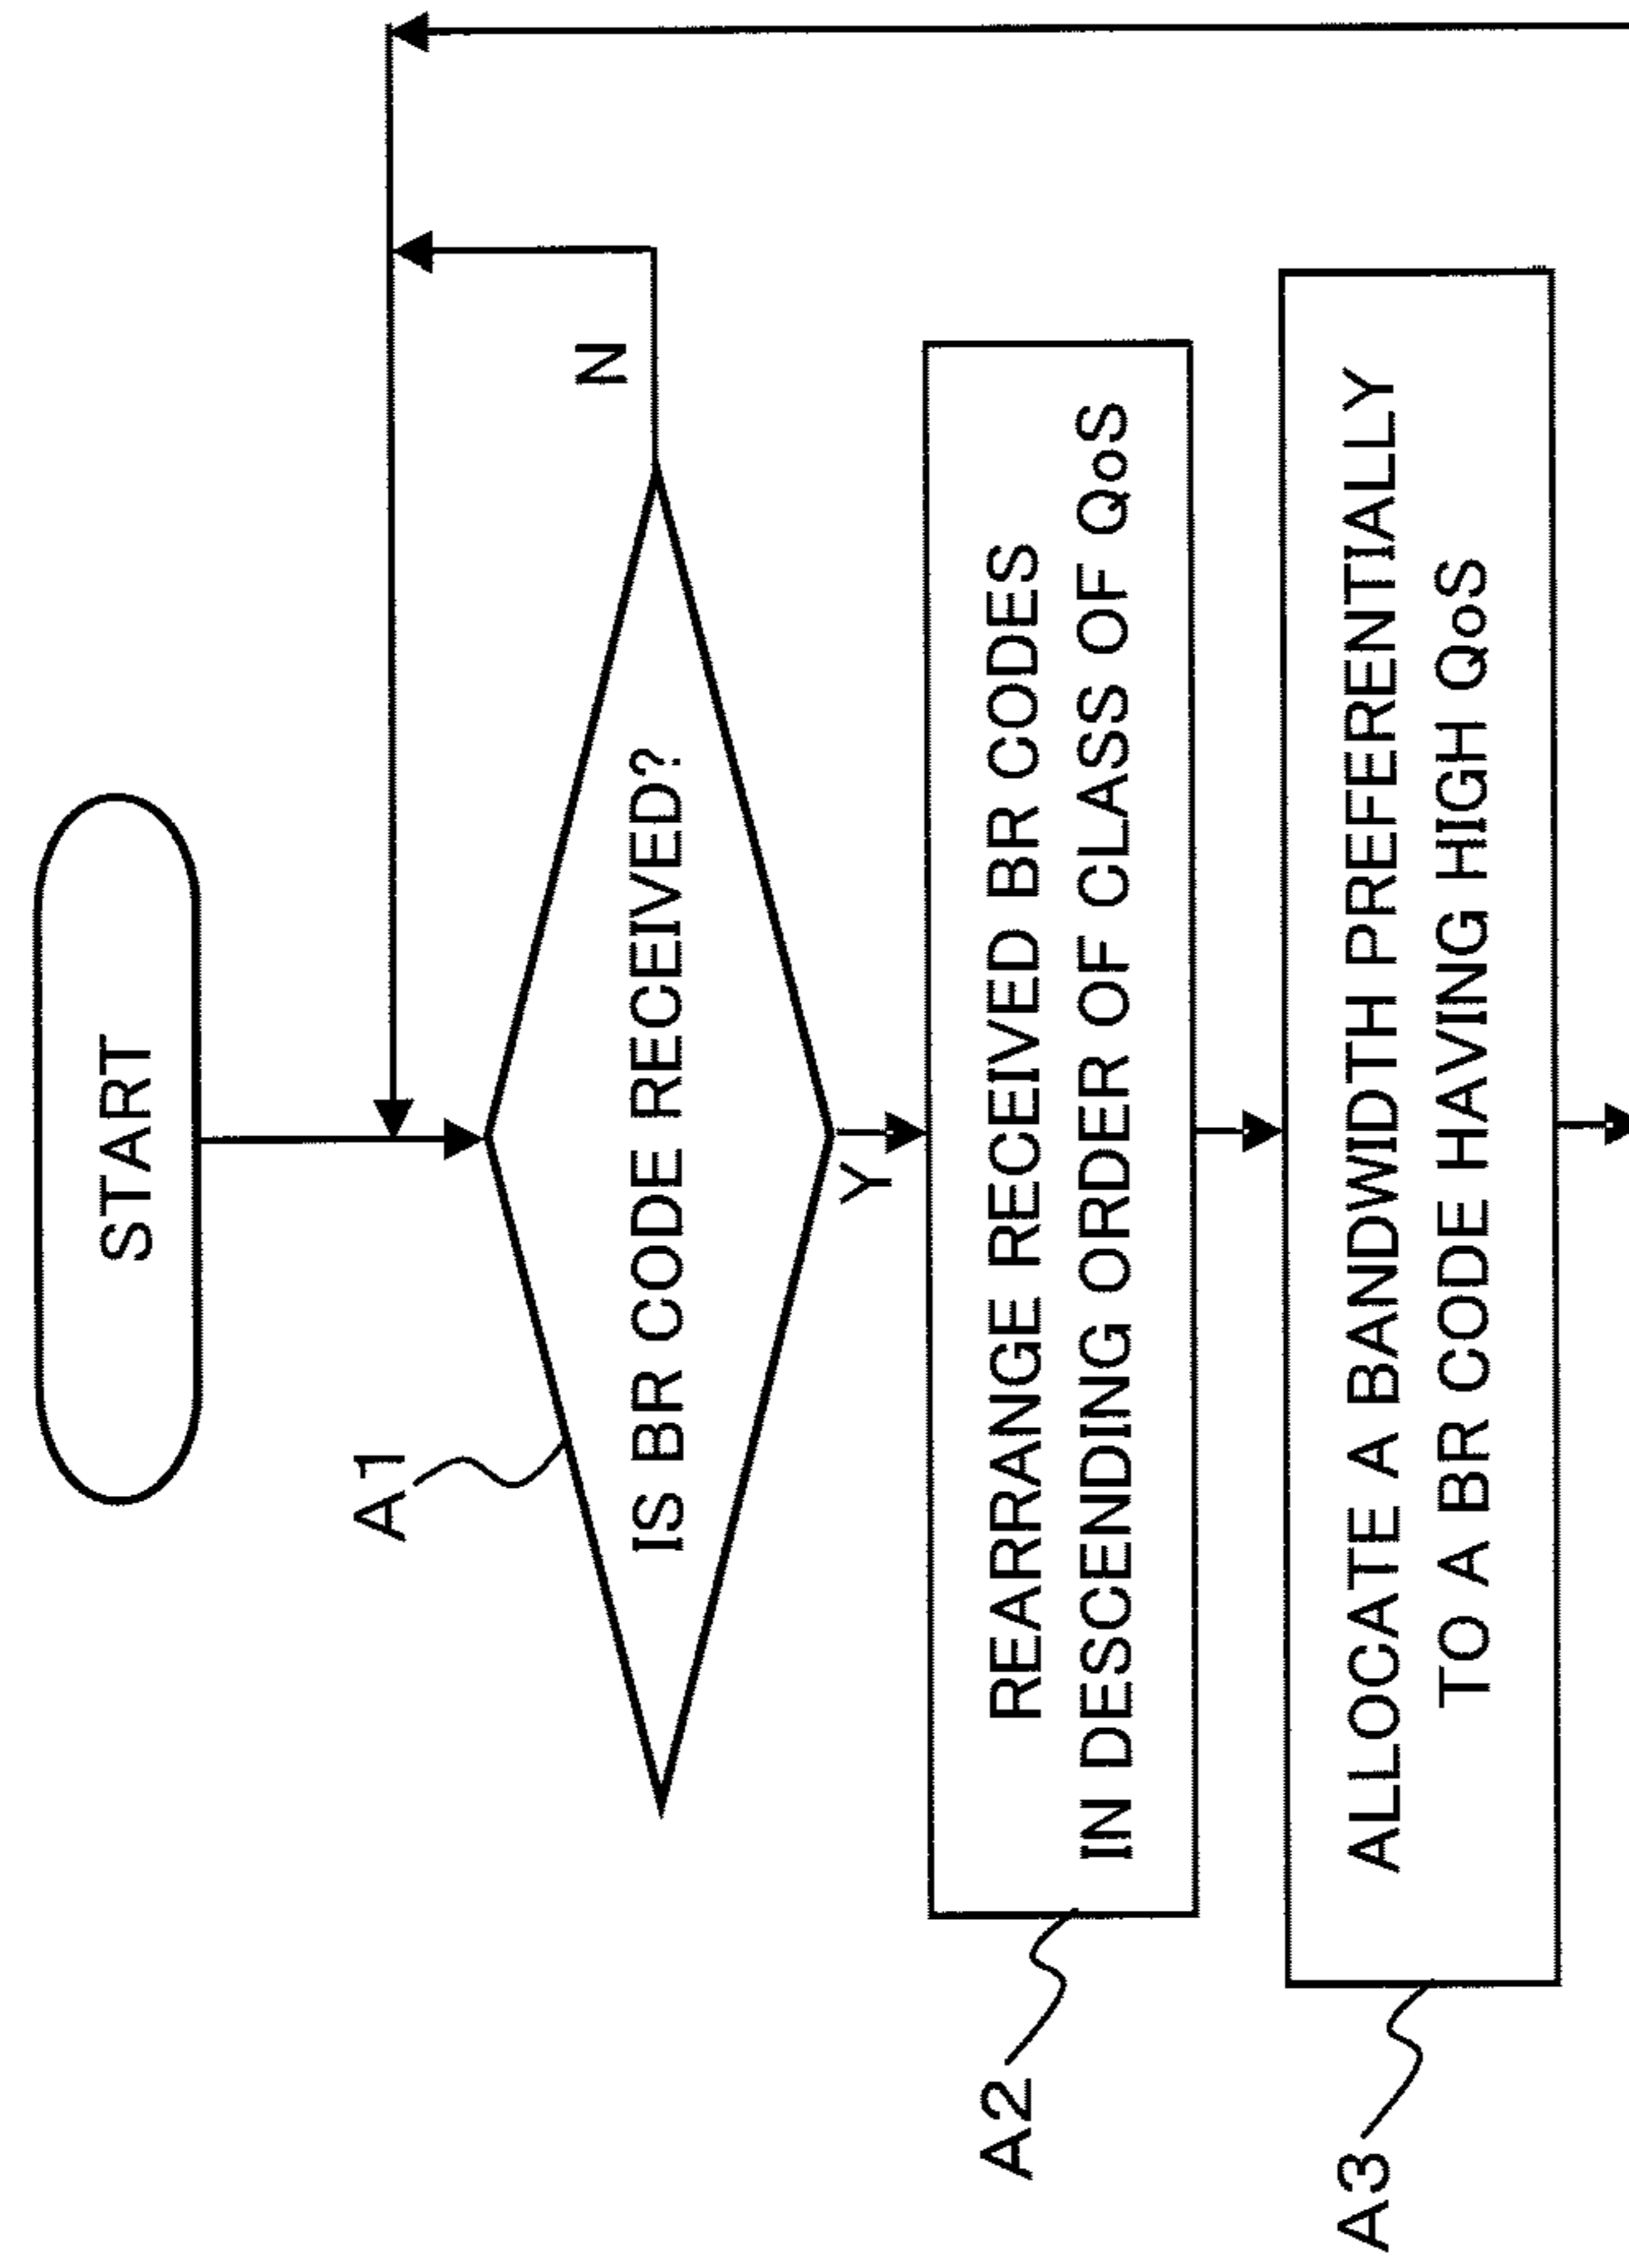 START
A1
IS BR CODE RECEIVED?
N
Y
A2
REARRANGE RECEIVED BR CODES
IN DESCENDING ORDER OF CLASS OF QoS
A3
ALLOCATE A BANDWIDTH PREFERENTIALLY
TO A BR CODE HAVING HIGH QoS